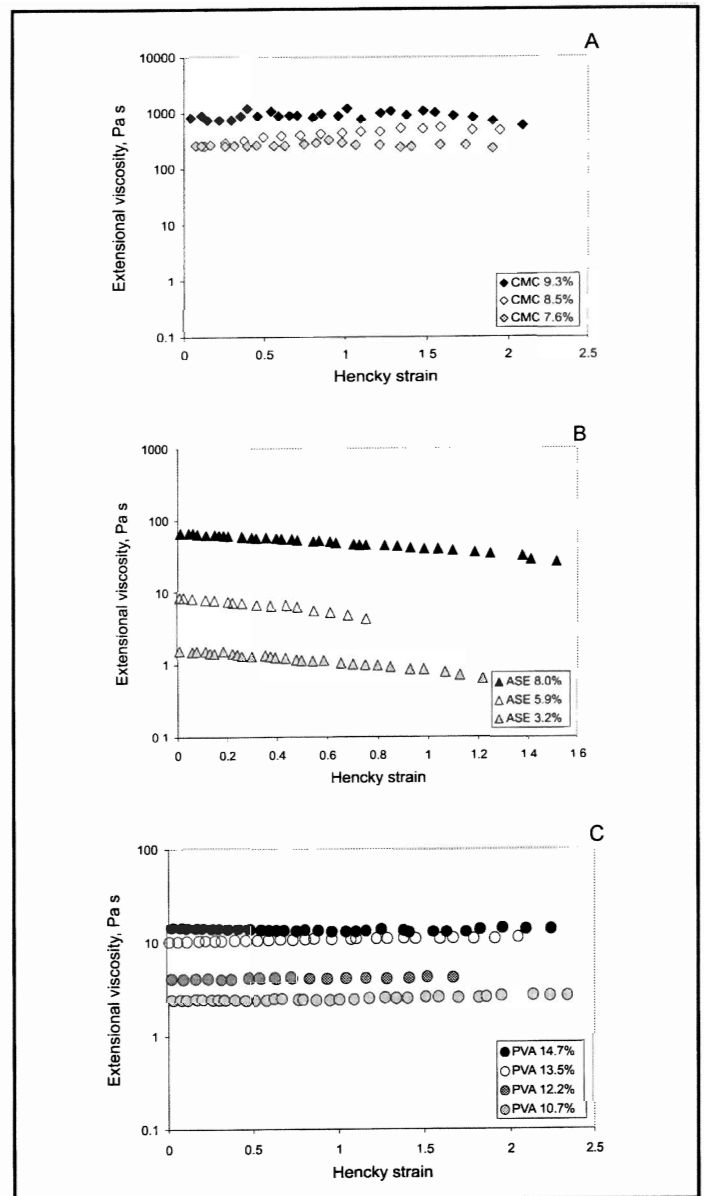 A
Extensional viscosity, Pa s
10000
1000
100
10
1
0.1
0 0.5 1 1 5 2 2.5
Hencky strain
CMC 9.3%
CMC 8.5%
CMC 7.6%
B
Extensional viscosity, Pa s
1000
100
10
1
0 1
0 0.2 0 4 0.6 0.8 1 1.2 1 4 1 6
Hencky strain
ASE 8.0%
ASE 5.9%
ASE 3.2%
C
Extensional viscosity, Pa s
100
10
1
0.1
0 0.5 1 1.5 2 2.5
Hencky strain
PVA 14.7%
PVA 13.5%
PVA 12.2%
PVA 10.7%